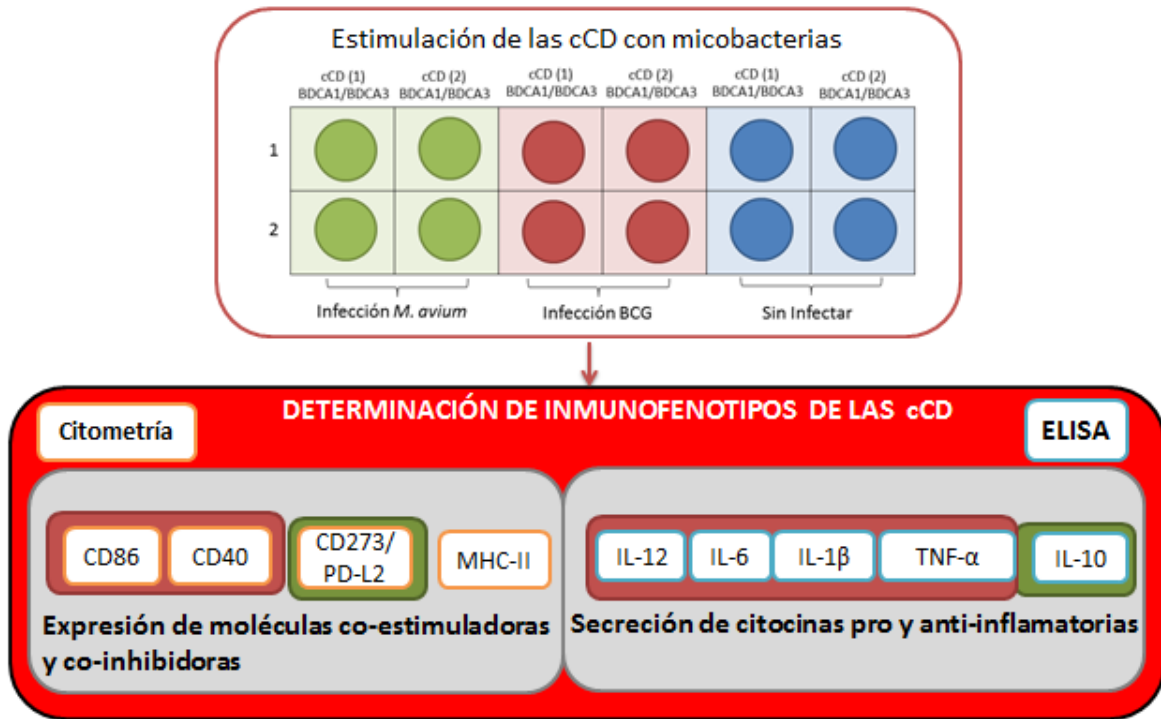 Estimulación de las cCD con micobacterias
cCD (1) cCD (2) cCD (1) cCD (2) cCD (1) cCD (2)
BDCA1/BDCA3 BDCA1/BDCA3 BDCA1/BDCA3 BDCA1/BDCA3 BDCA1/BDCA3 BDCA1/BDCA3
1
2
Infección M. avium Infección BCG Sin Infectar
DETERMINACIÓN DE INMUNOFENOTIPOS DE LAS cCD
Citometría
ELISA
CD86 CD40 CD273/
PD-L2 MHC-II
Expresión de moléculas co-estimuladoras
y co-inhibidoras
IL-12 IL-6 IL-1β TNF-α IL-10
Secreción de citocinas pro y anti-inflamatorias